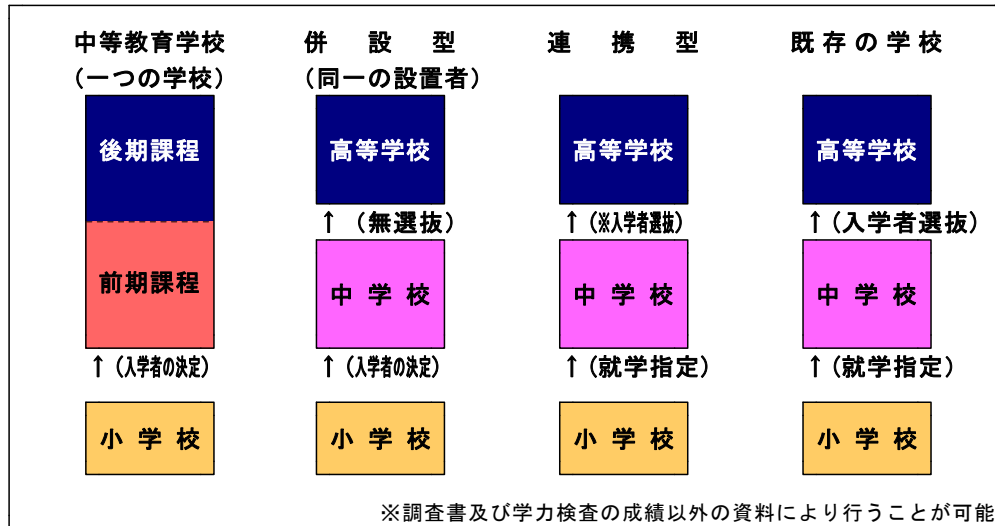 中等教育学校 併設型 連携型 既存の学校
(一つの学校) (同一の設置者)
後期課程 高等学校 高等学校 高等学校
↑(無選抜) ↑(※入学者選抜) ↑(入学者選抜)
前期課程 中学校 中学校 中学校
↑(入学者の決定) ↑(入学者の決定) ↑(就学指定) ↑(就学指定)
小学校 小学校 小学校 小学校
※調査書及び学力検査の成績以外の資料により行うことが可能